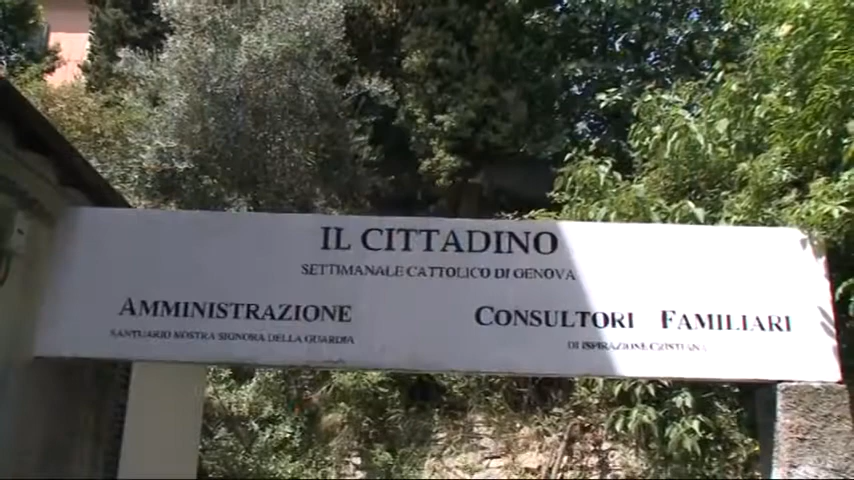 IL CITTADINO
SETTIMANALE CATTOLICO DI GENOVA
AMMINISTRAZIONE
SANTUARIO NOSTRA SIGNORA DELLA GUARDIA
CONSULTORI FAMILIARI
DI ISPIRAZIONE CRISTIANA